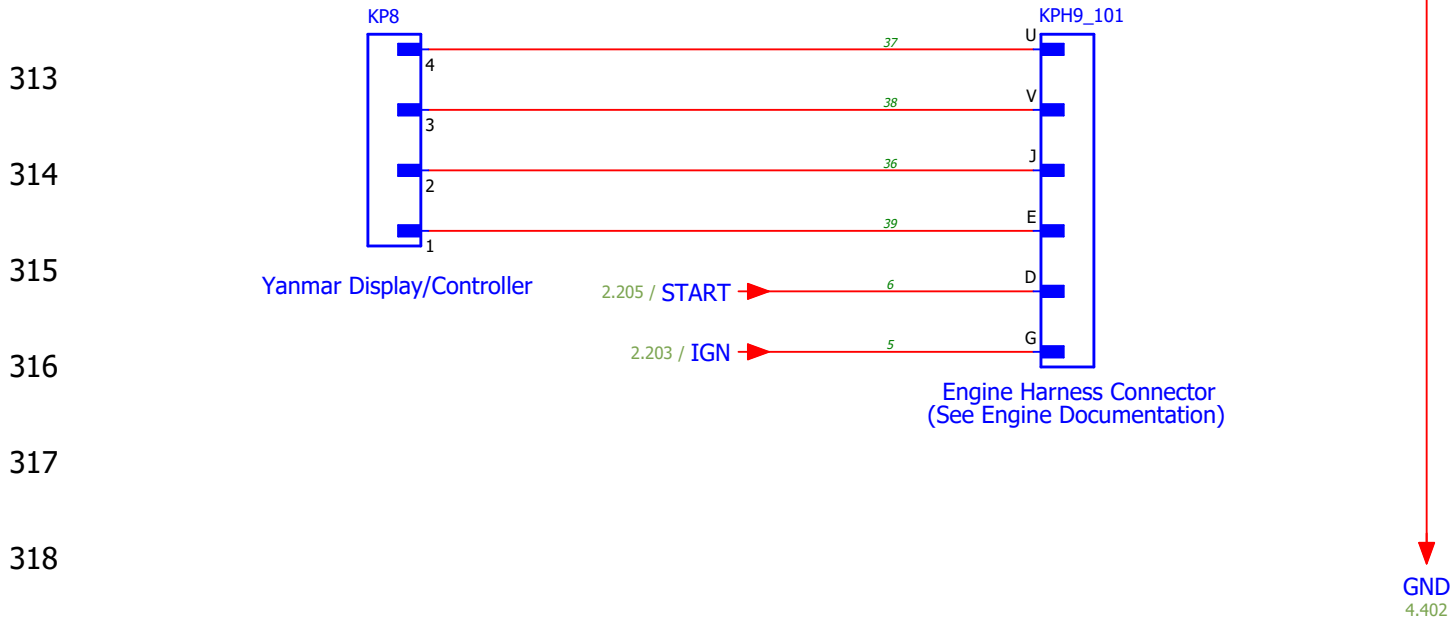 KP8 KPH9_101
37 U
313 4
38 V
3
314 36 J
2
39 E
1
315 Yanmar Display/Controller 2.205 / START 6 D
316 2.203 / IGN 5 G
Engine Harness Connector
(See Engine Documentation)
317
318
GND
4.402